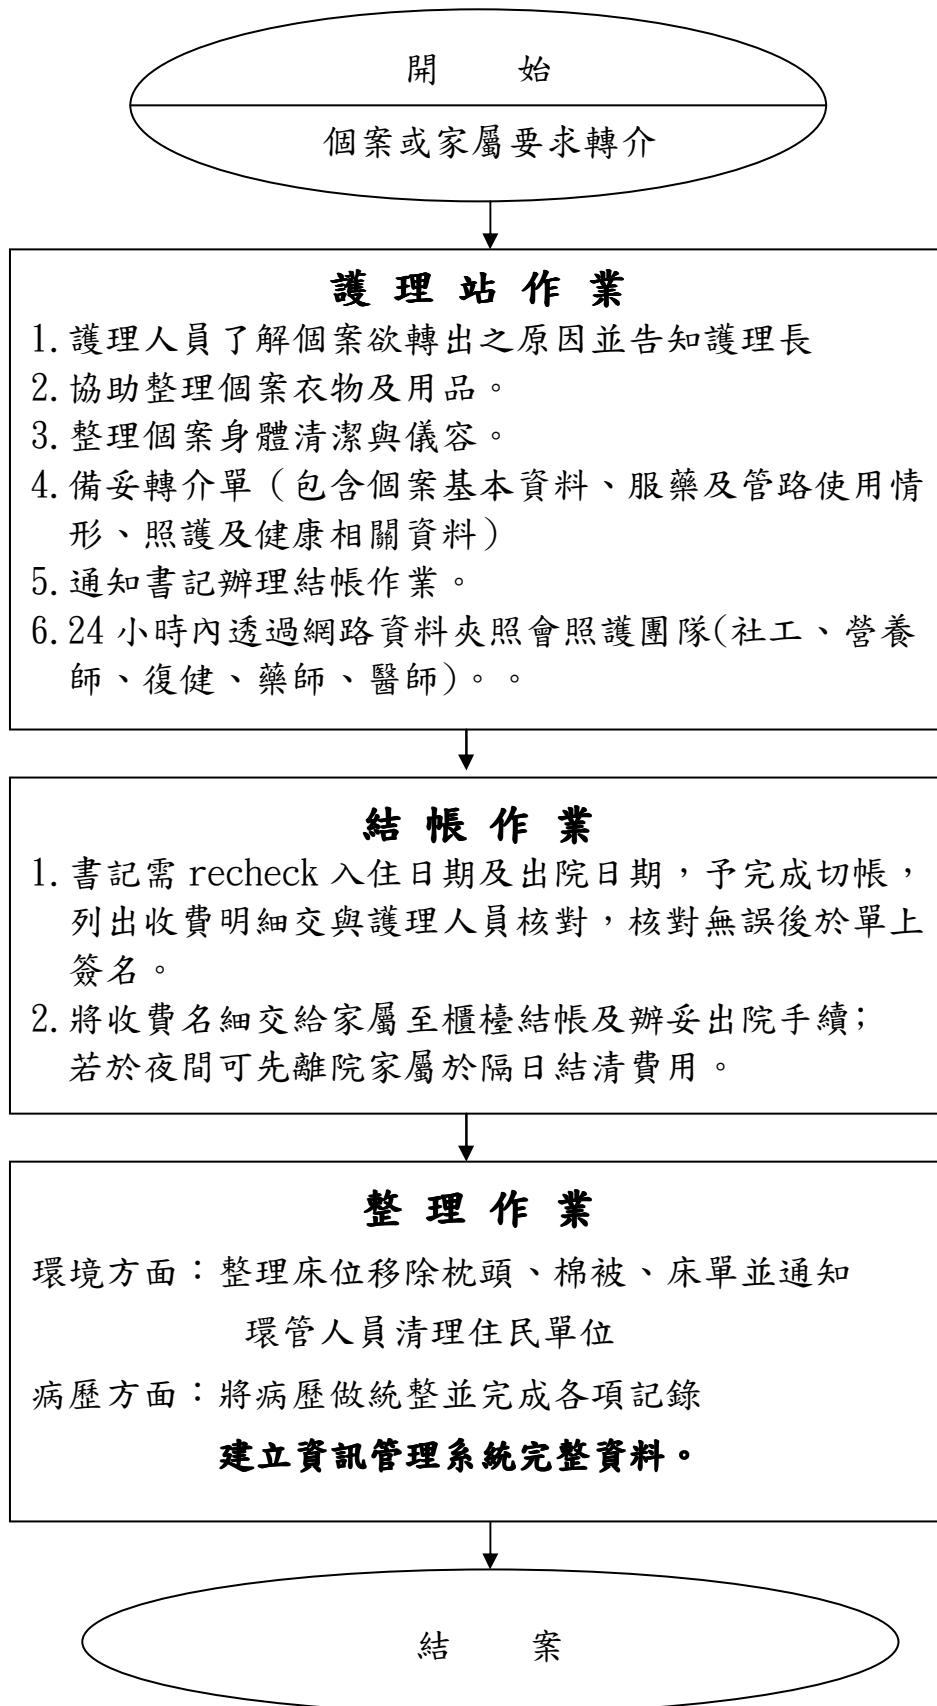 開 始
個案或家屬要求轉介
護 理 站 作 業
1.護理人員了解個案欲轉出之原因並告知護理長
2.協助整理個案衣物及用品。
3.整理個案身體清潔與儀容。
4.備妥轉介單（包含個案基本資料、服藥及管路使用情
形、照護及健康相關資料）
5.通知書記辦理結帳作業。
6.24 小時內透過網路資料夾照會照護團隊(社工、營養
師、復健、藥師、醫師)。。
結 帳 作 業
1.書記需 recheck 入住日期及出院日期，予完成切帳，
列出收費明細交與護理人員核對，核對無誤後於單上
簽名。
2.將收費名細交給家屬至櫃檯結帳及辦妥出院手續;
若於夜間可先離院家屬於隔日結清費用。
整 理 作 業
環境方面：整理床位移除枕頭、棉被、床單並通知
環管人員清理住民單位
病歷方面：將病歷做統整並完成各項記錄
建立資訊管理系統完整資料。
結 案